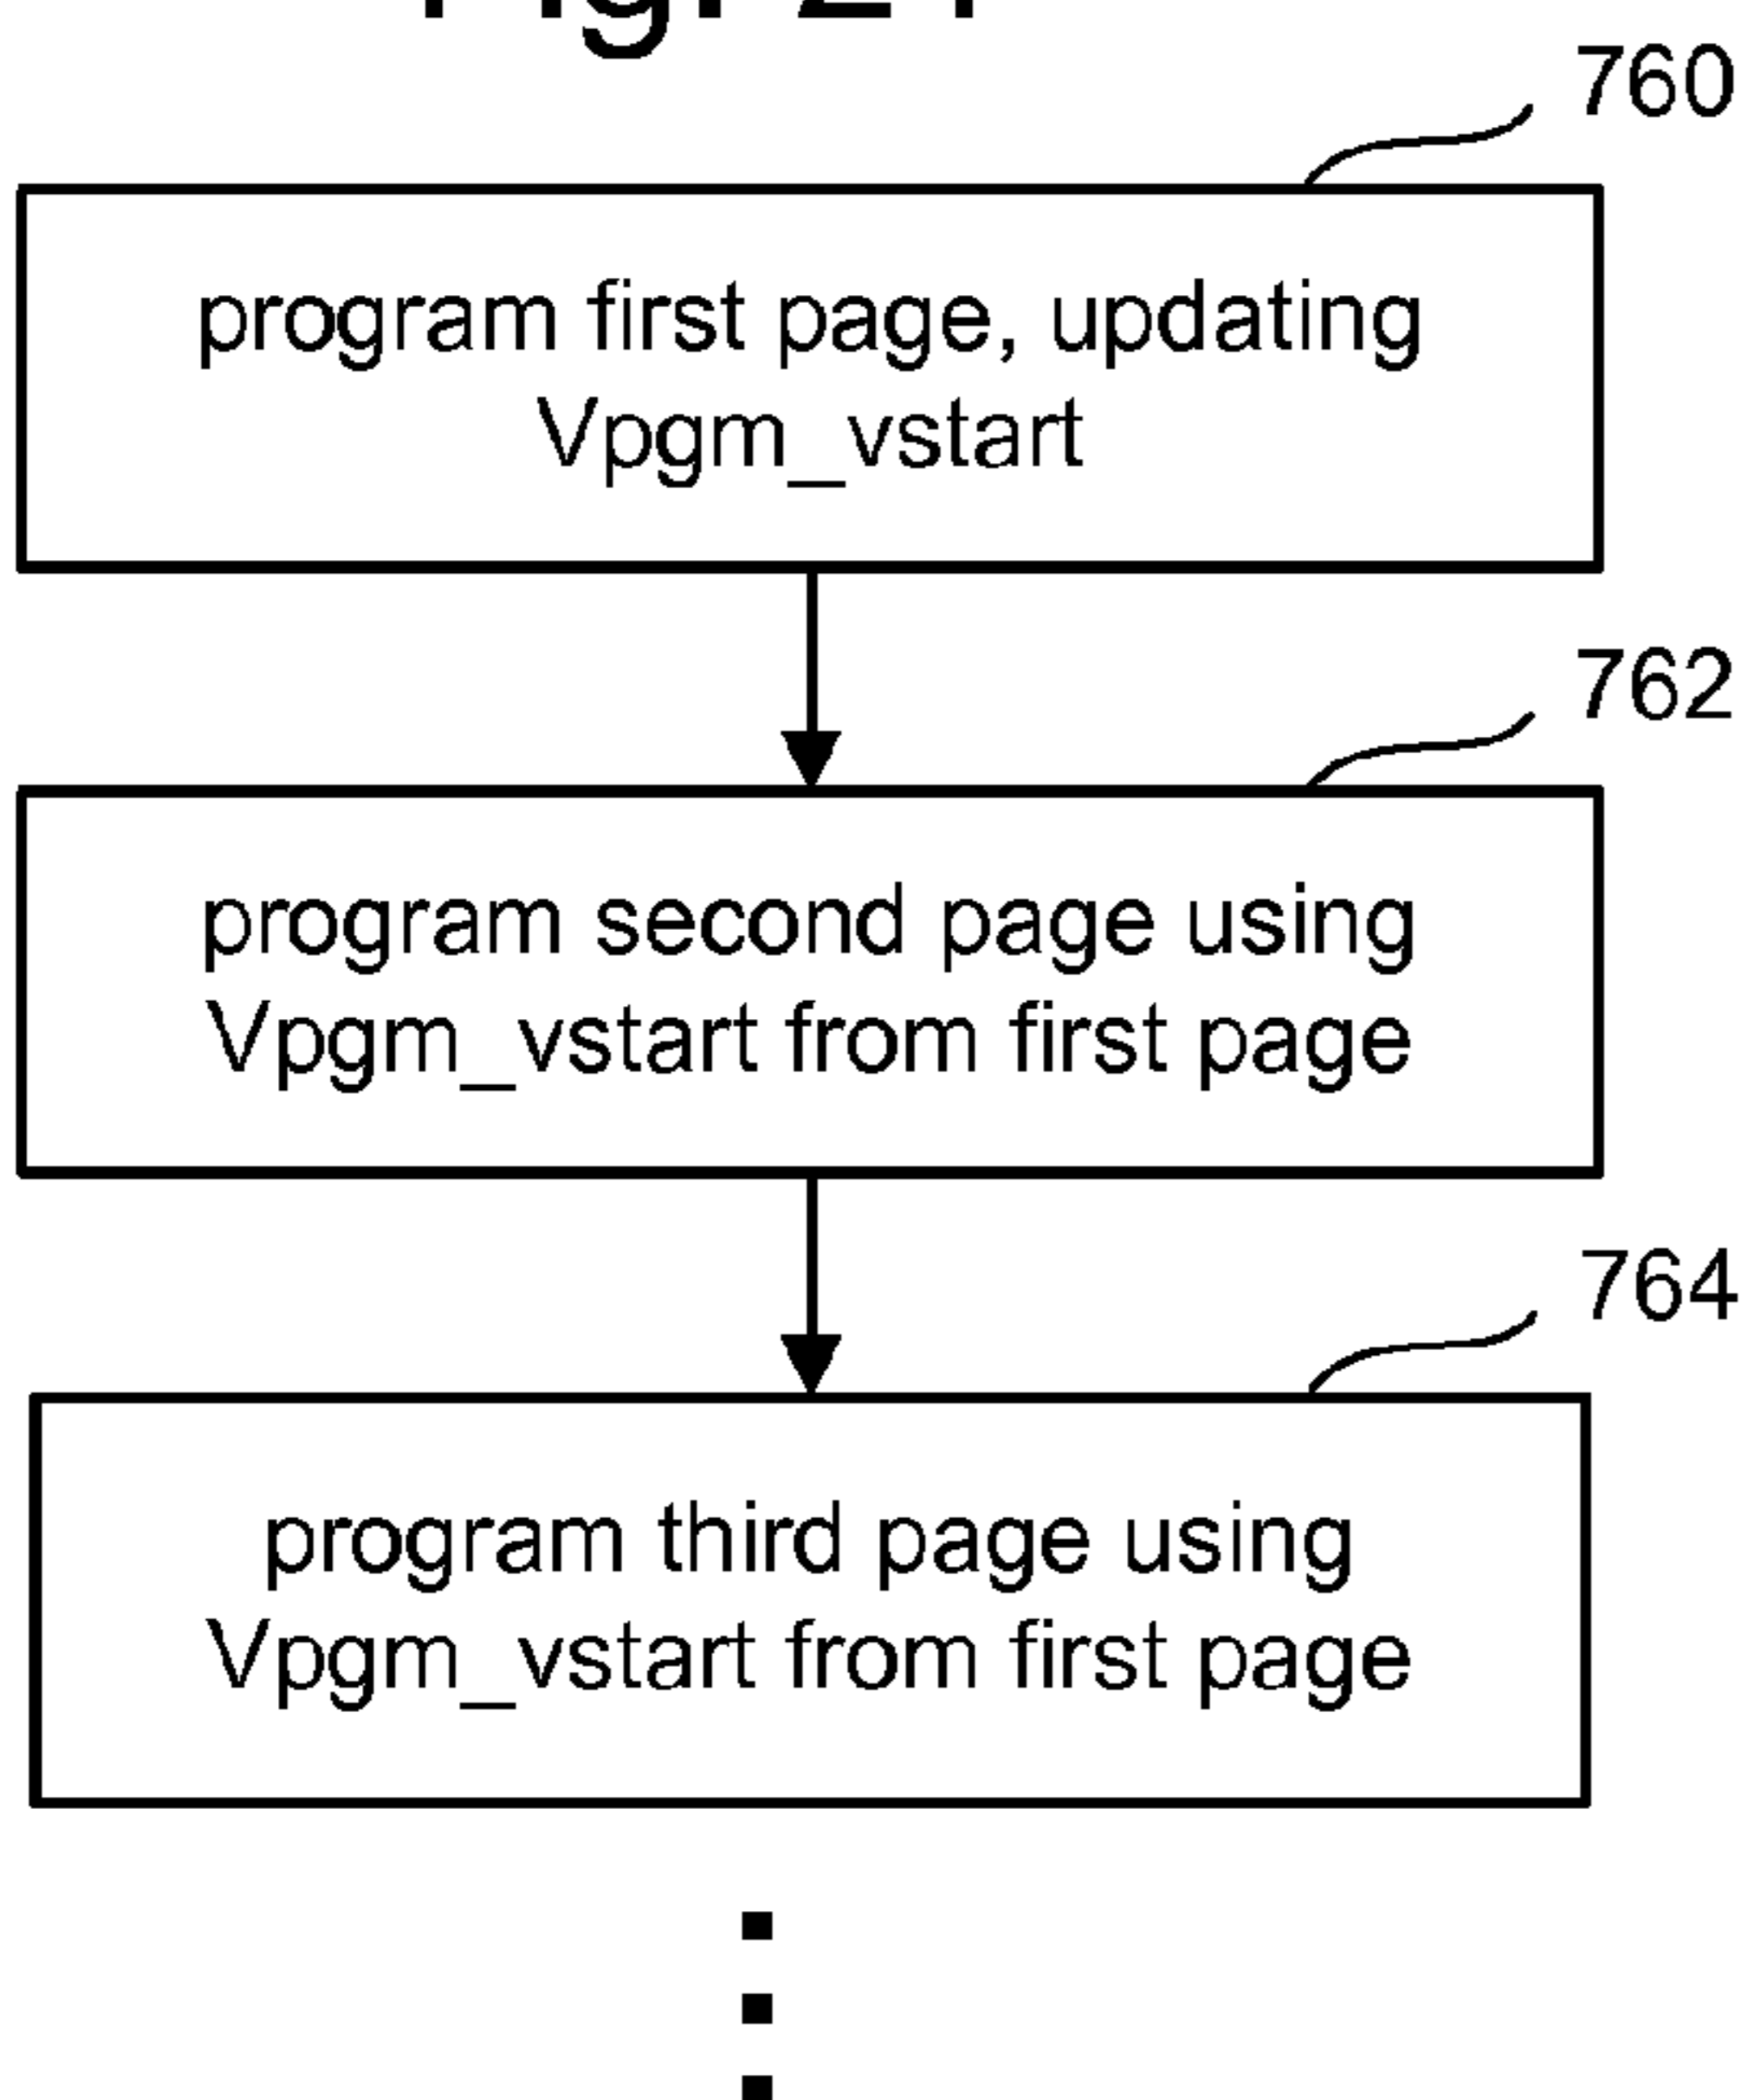 760
program first page, updating
Vpgm_vstart
762
program second page using
Vpgm_vstart from first page
764
program third page using
Vpgm_vstart from first page